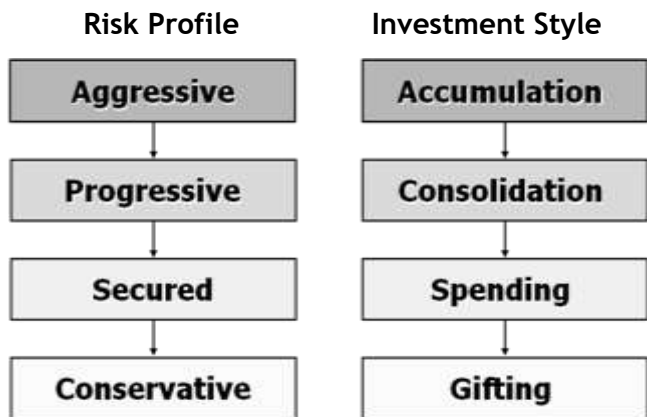 Risk Profile
Investment Style
Aggressive
Accumulation
Progressive
Consolidation
Secured
Spending
Conservative
Gifting